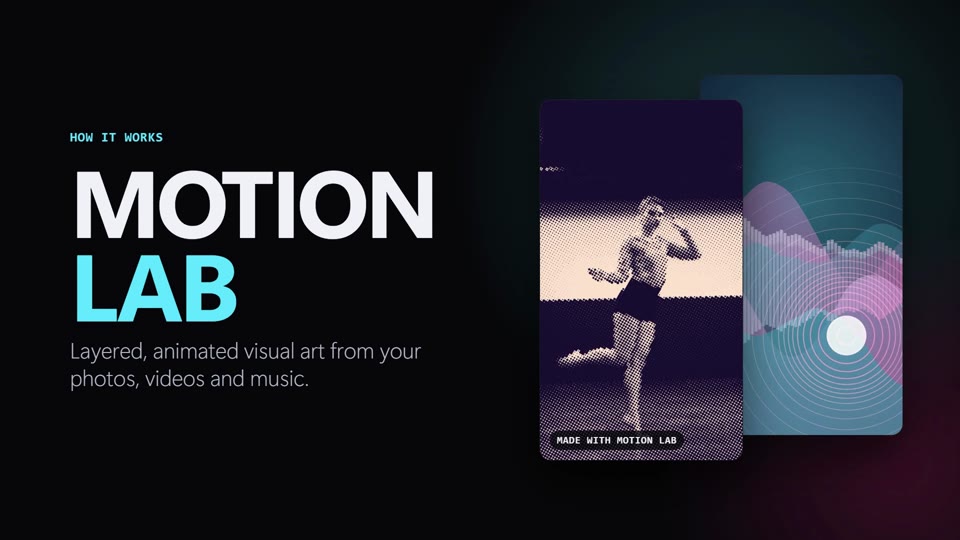 HOW IT WORKS
MOTION
LAB
Layered, animated visual art from your
photos, videos and music.
MADE WITH MOTION LAB